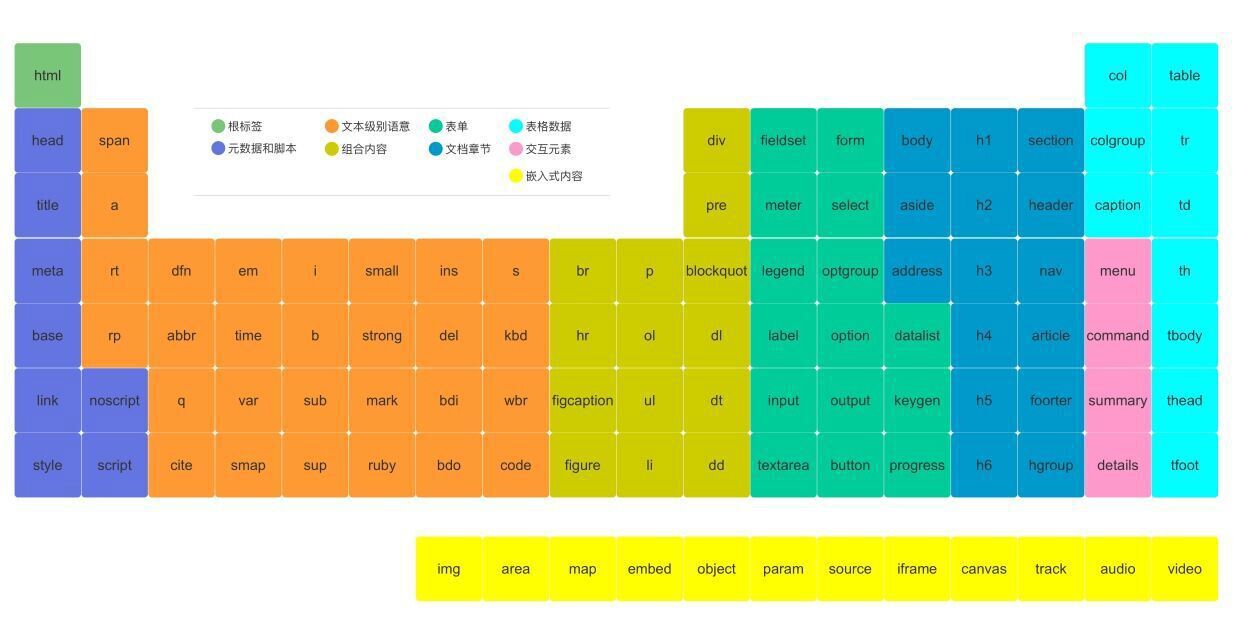 html col table
根标签 文本级别语意 表单 表格数据
head span div fieldset form body h1 section colgroup tr
元数据和脚本 组合内容 文档章节 交互元素
嵌入式内容
title a pre meter select aside h2 header caption td
meta rt dfn em i small ins s br p blockquot legend optgroup address h3 nav menu th
base rp abbr time b strong del kbd hr ol dl label option datalist h4 article command tbody
link noscript q var sub mark bdi wbr figcaption ul dt input output keygen h5 foorter summary thead
style script cite smap sup ruby bdo code figure li dd textarea button progress h6 hgroup details tfoot
img area map embed object param source iframe canvas track audio video